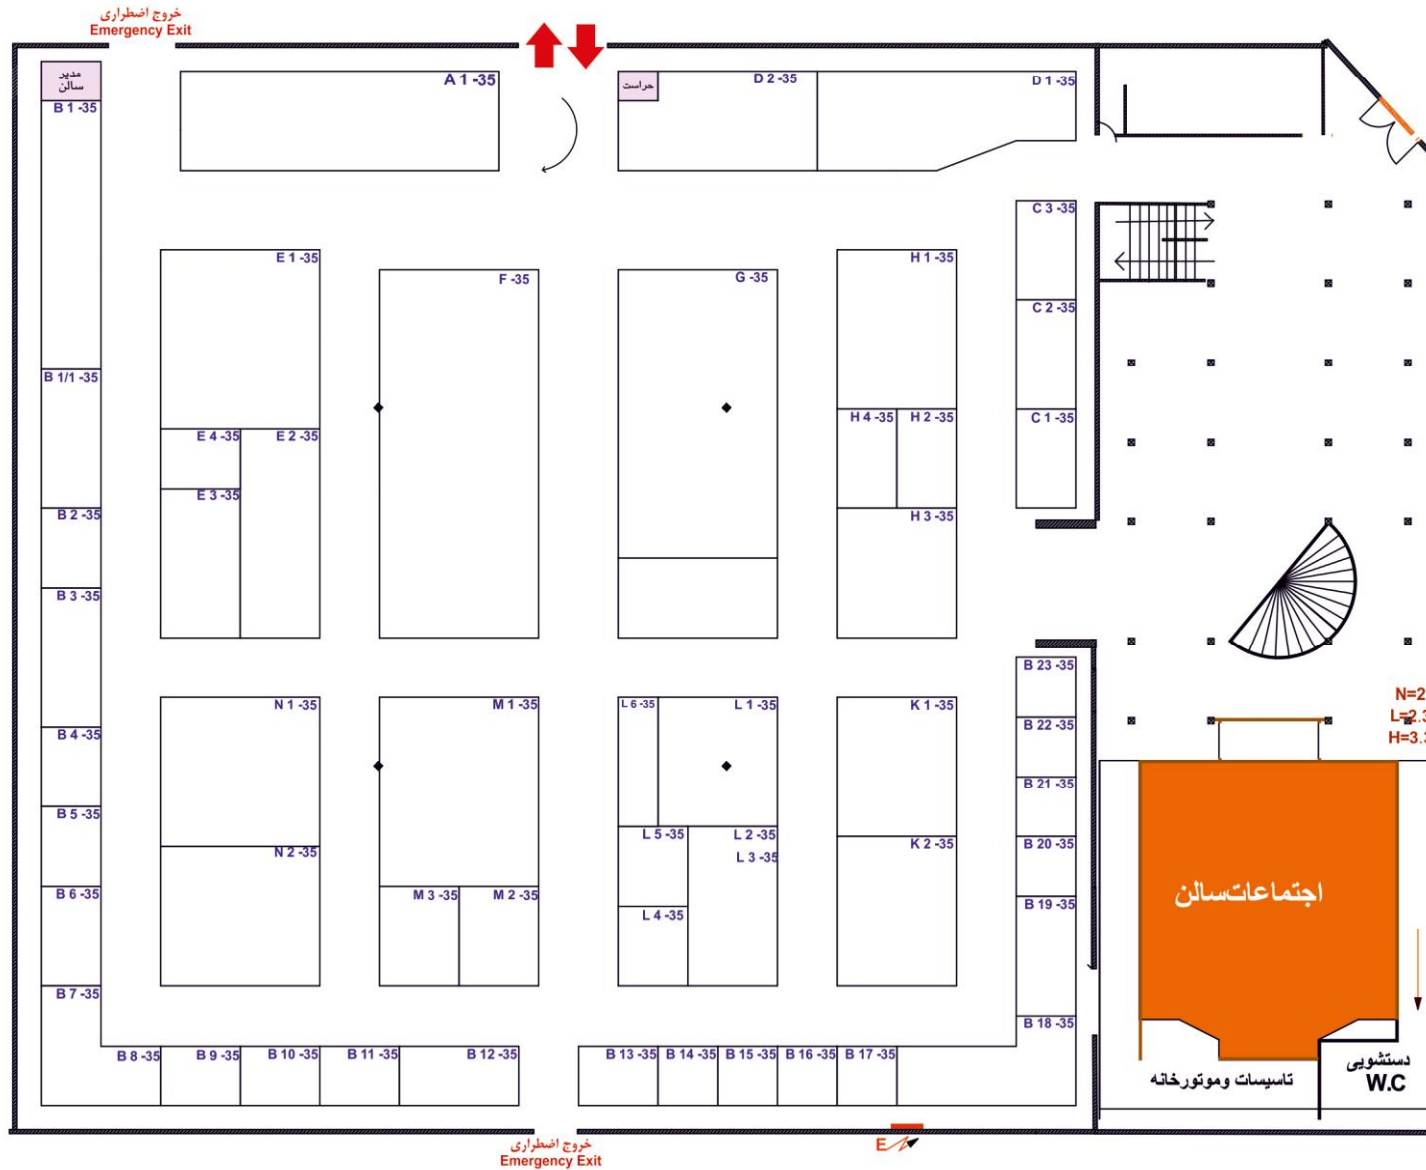 خروج اضطراری
Emergency Exit
مدیر
سالن
B 1 -35
A 1 -35
حراست
D 2 -35
D 1 -35
C 3 -35
E 1 -35
F -35
G -35
H 1 -35
C 2 -35
B 1/1 -35
H 4 -35
H 2 -35
C 1 -35
E 4 -35
E 2 -35
E 3 -35
B 2 -35
H 3 -35
B 3 -35
B 23 -35
N 1 -35
M 1 -35
L 6 -35
L 1 -35
K 1 -35
N=2
B 22 -35
L=2.3
B 4 -35
H=3.3
B 21 -35
B 5 -35
L 5 -35
L 2 -35
K 2 -35
B 20 -35
N 2 -35
L 3 -35
B 6 -35
M 3 -35
M 2 -35
B 19 -35
اجتماعات‌سالن
L 4 -35
B 7 -35
B 18 -35
B 8 -35
B 9 -35
B 10 -35
B 11 -35
B 12 -35
B 13 -35
B 14 -35
B 15 -35
B 16 -35
B 17 -35
دستشویی
W.C
تاسیسات وموتورخانه
خروج اضطراری
Emergency Exit
E